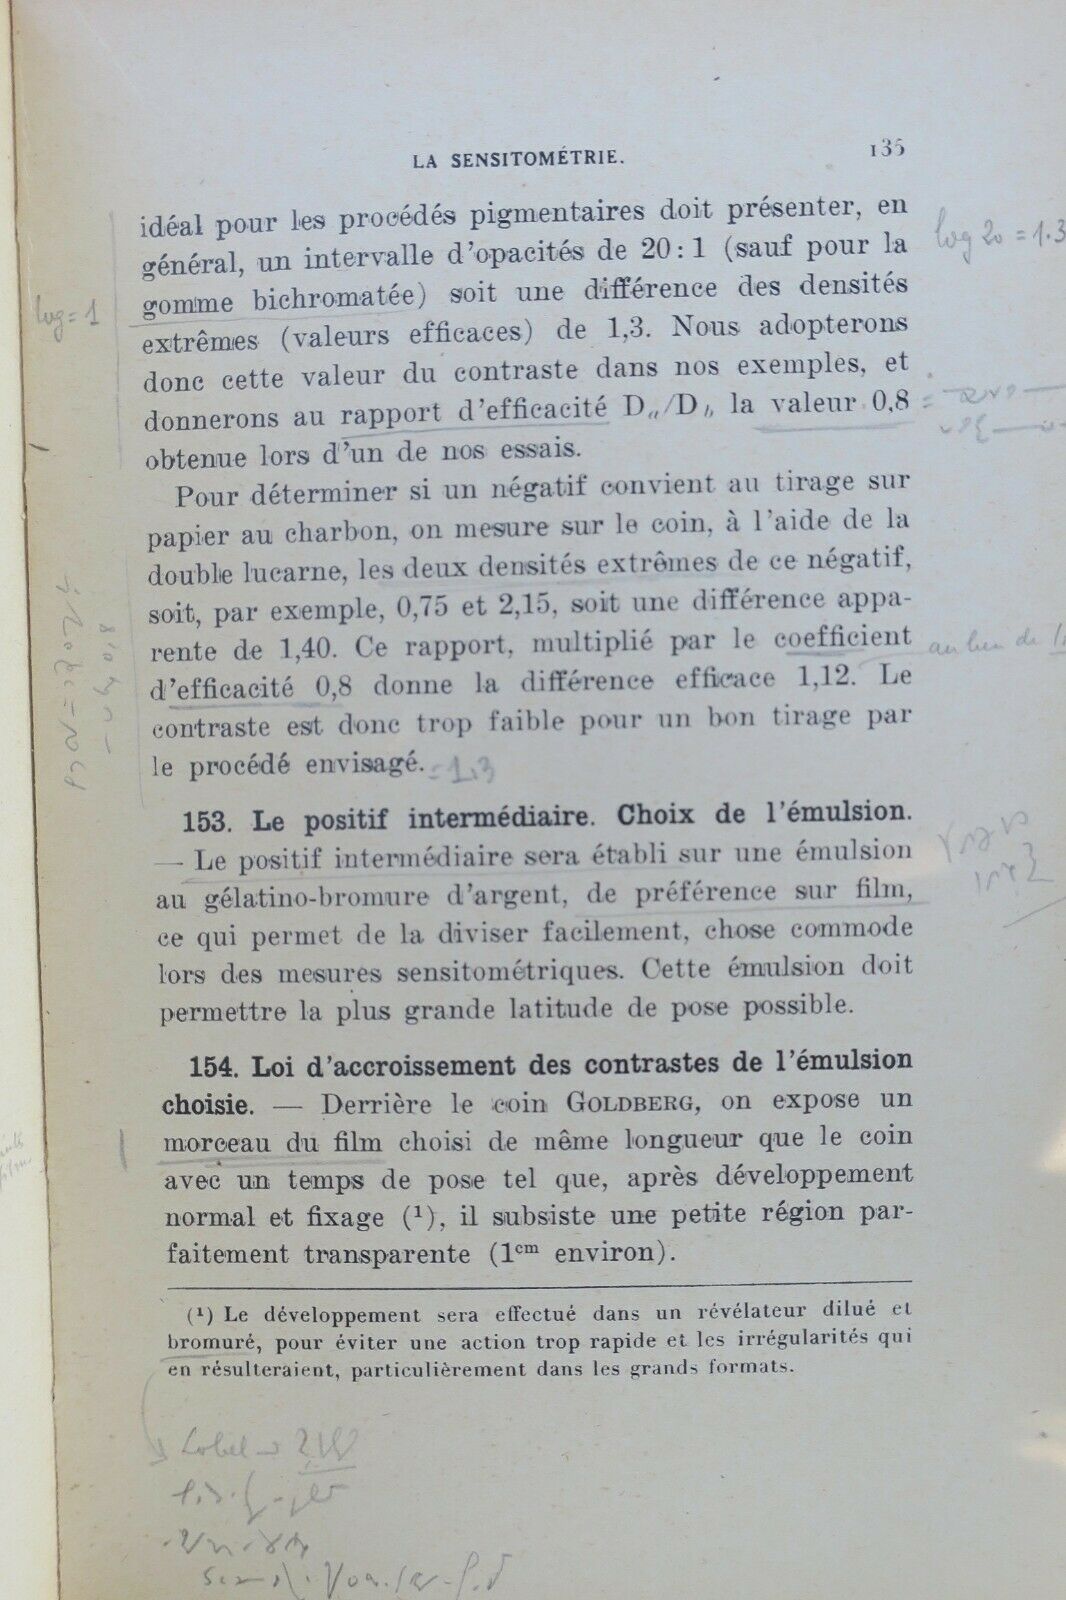 LA SENSITOMÉTRIE.
135
idéal pour les procédés pigmentaires doit présenter, en
général, un intervalle d'opacités de 20:1 (sauf pour la
gomme bichromatée) soit une différence des densités
extrêmes (valeurs efficaces) de 1,3. Nous adopterons
donc cette valeur du contraste dans nos exemples, et
donnerons au rapport d'efficacité D〃/D〃 la valeur 0,8
obtenue lors d'un de nos essais.
Pour déterminer si un négatif convient au tirage sur
papier au charbon, on mesure sur le coin, à l'aide de la
double lucarne, les deux densités extrêmes de ce négatif,
soit, par exemple, 0,75 et 2,15, soit une différence appa-
rente de 1,40. Ce rapport, multiplié par le coefficient
d'efficacité 0,8 donne la différence efficace 1,12. Le
contraste est donc trop faible pour un bon tirage par
le procédé envisagé.
= 1.3
153. Le positif intermédiaire. Choix de l'émulsion.
— Le positif intermédiaire sera établi sur une émulsion
au gélatino-bromure d'argent, de préférence sur film,
ce qui permet de la diviser facilement, chose commode
lors des mesures sensitométriques. Cette émulsion doit
permettre la plus grande latitude de pose possible.
154. Loi d'accroissement des contrastes de l'émulsion
choisie. — Derrière le coin GOLDBERG, on expose un
morceau du film choisi de même longueur que le coin
avec un temps de pose tel que, après développement
normal et fixage (¹), il subsiste une petite région par-
faitement transparente (1ᶜᵐ environ).
(¹) Le développement sera effectué dans un révélateur dilué et
bromuré, pour éviter une action trop rapide et les irrégularités qui
en résulteraient, particulièrement dans les grands formats.
log 20 = 1.3
log = 1
au lieu de